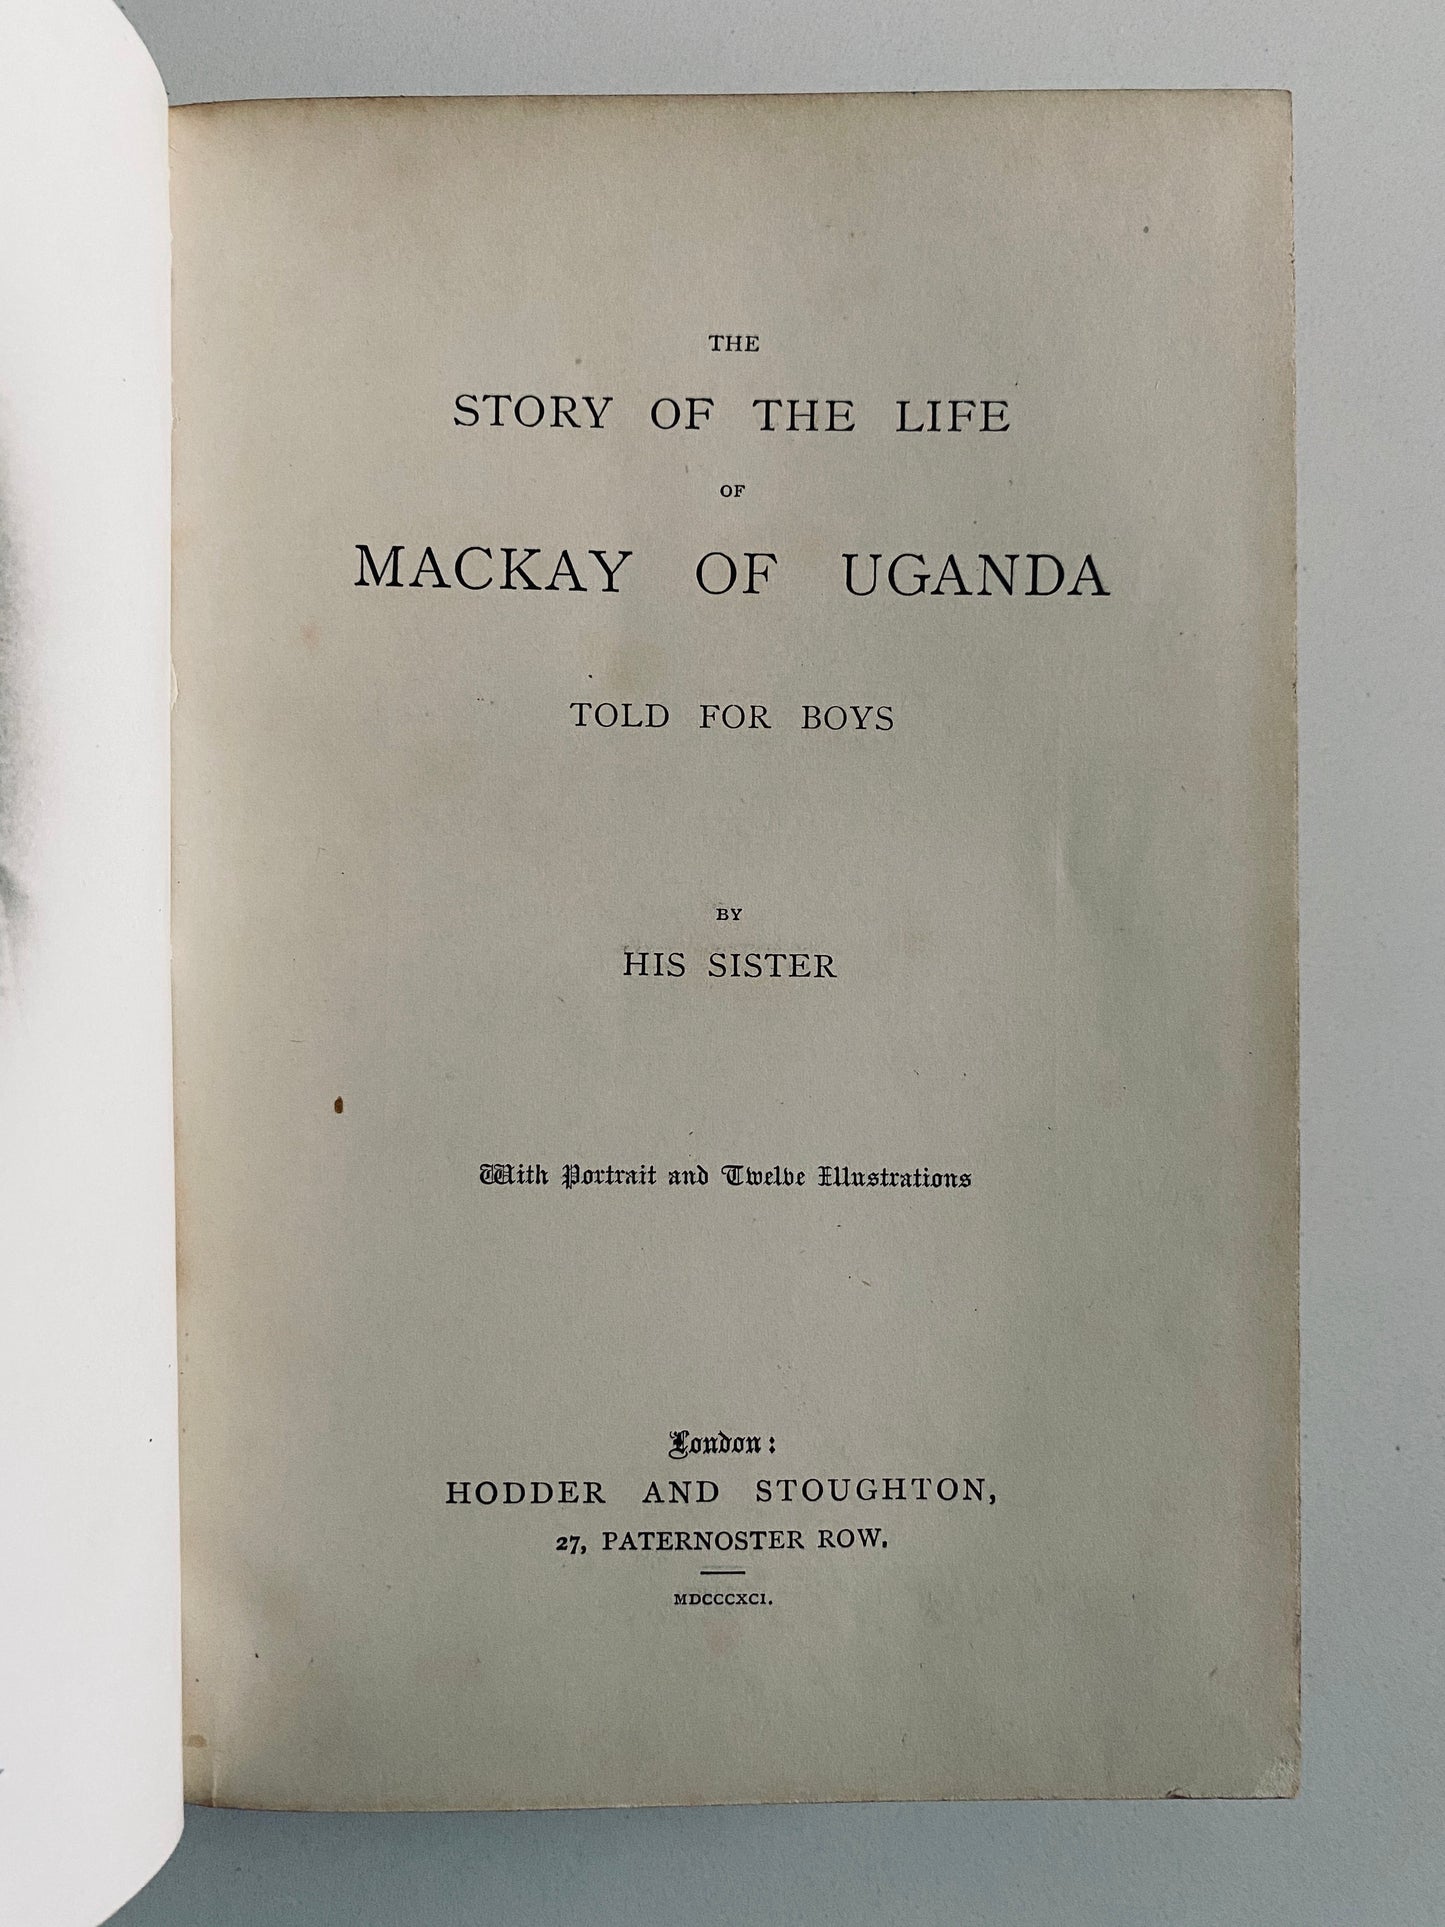 THE
STORY OF THE LIFE
OF
MACKAY OF UGANDA
TOLD FOR BOYS
BY
HIS SISTER
With Portrait and Twelve Illustrations
London:
HODDER AND STOUGHTON,
27, PATERNOSTER ROW.
MDCCCXCI.